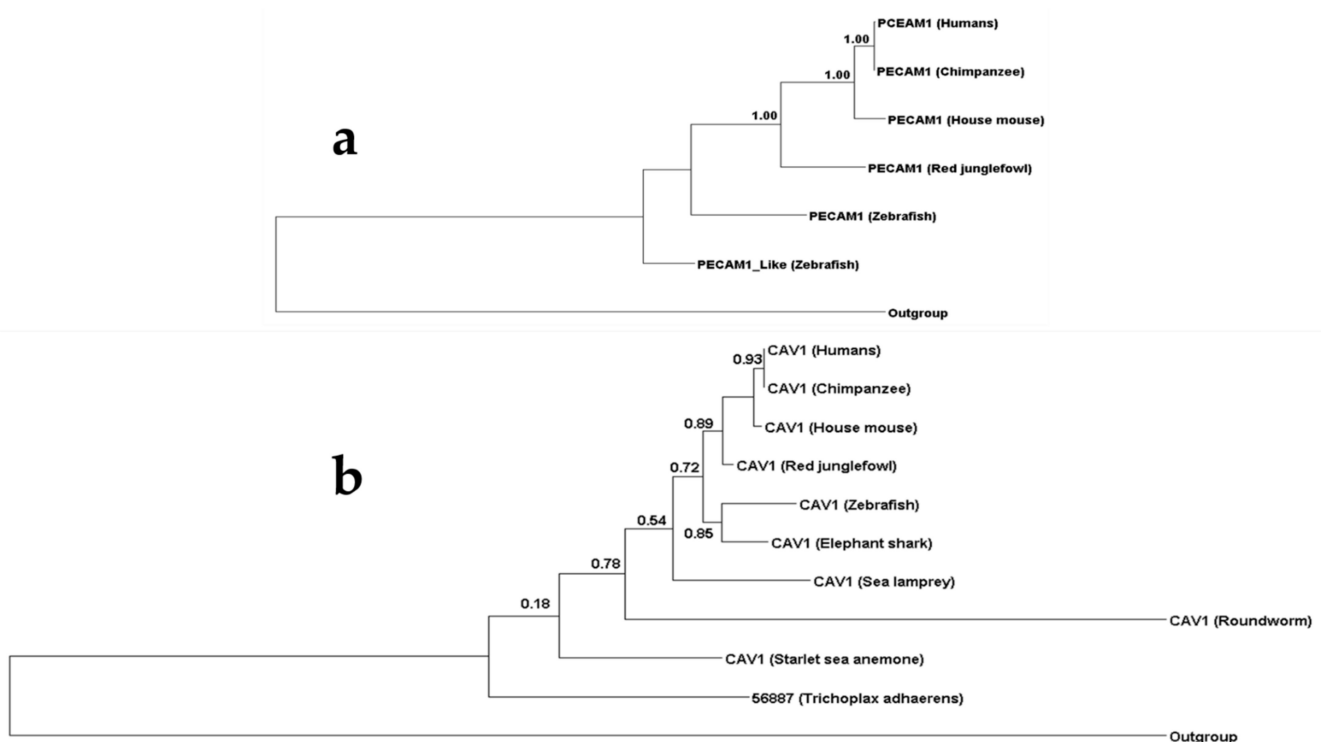 PCEAM1 (Humans)
1.00
PECAM1 (Chimpanzee)
1.00
PECAM1 (House mouse)
1.00
a
PECAM1 (Red junglefowl)
PECAM1 (Zebrafish)
PECAM1_Like (Zebrafish)
Outgroup
CAV1 (Humans)
0.93
CAV1 (Chimpanzee)
CAV1 (House mouse)
0.89
CAV1 (Red junglefowl)
0.72
b
CAV1 (Zebrafish)
0.54
0.85
CAV1 (Elephant shark)
0.78
CAV1 (Sea lamprey)
0.18
CAV1 (Roundworm)
CAV1 (Starlet sea anemone)
56887 (Trichoplax adhaerens)
Outgroup